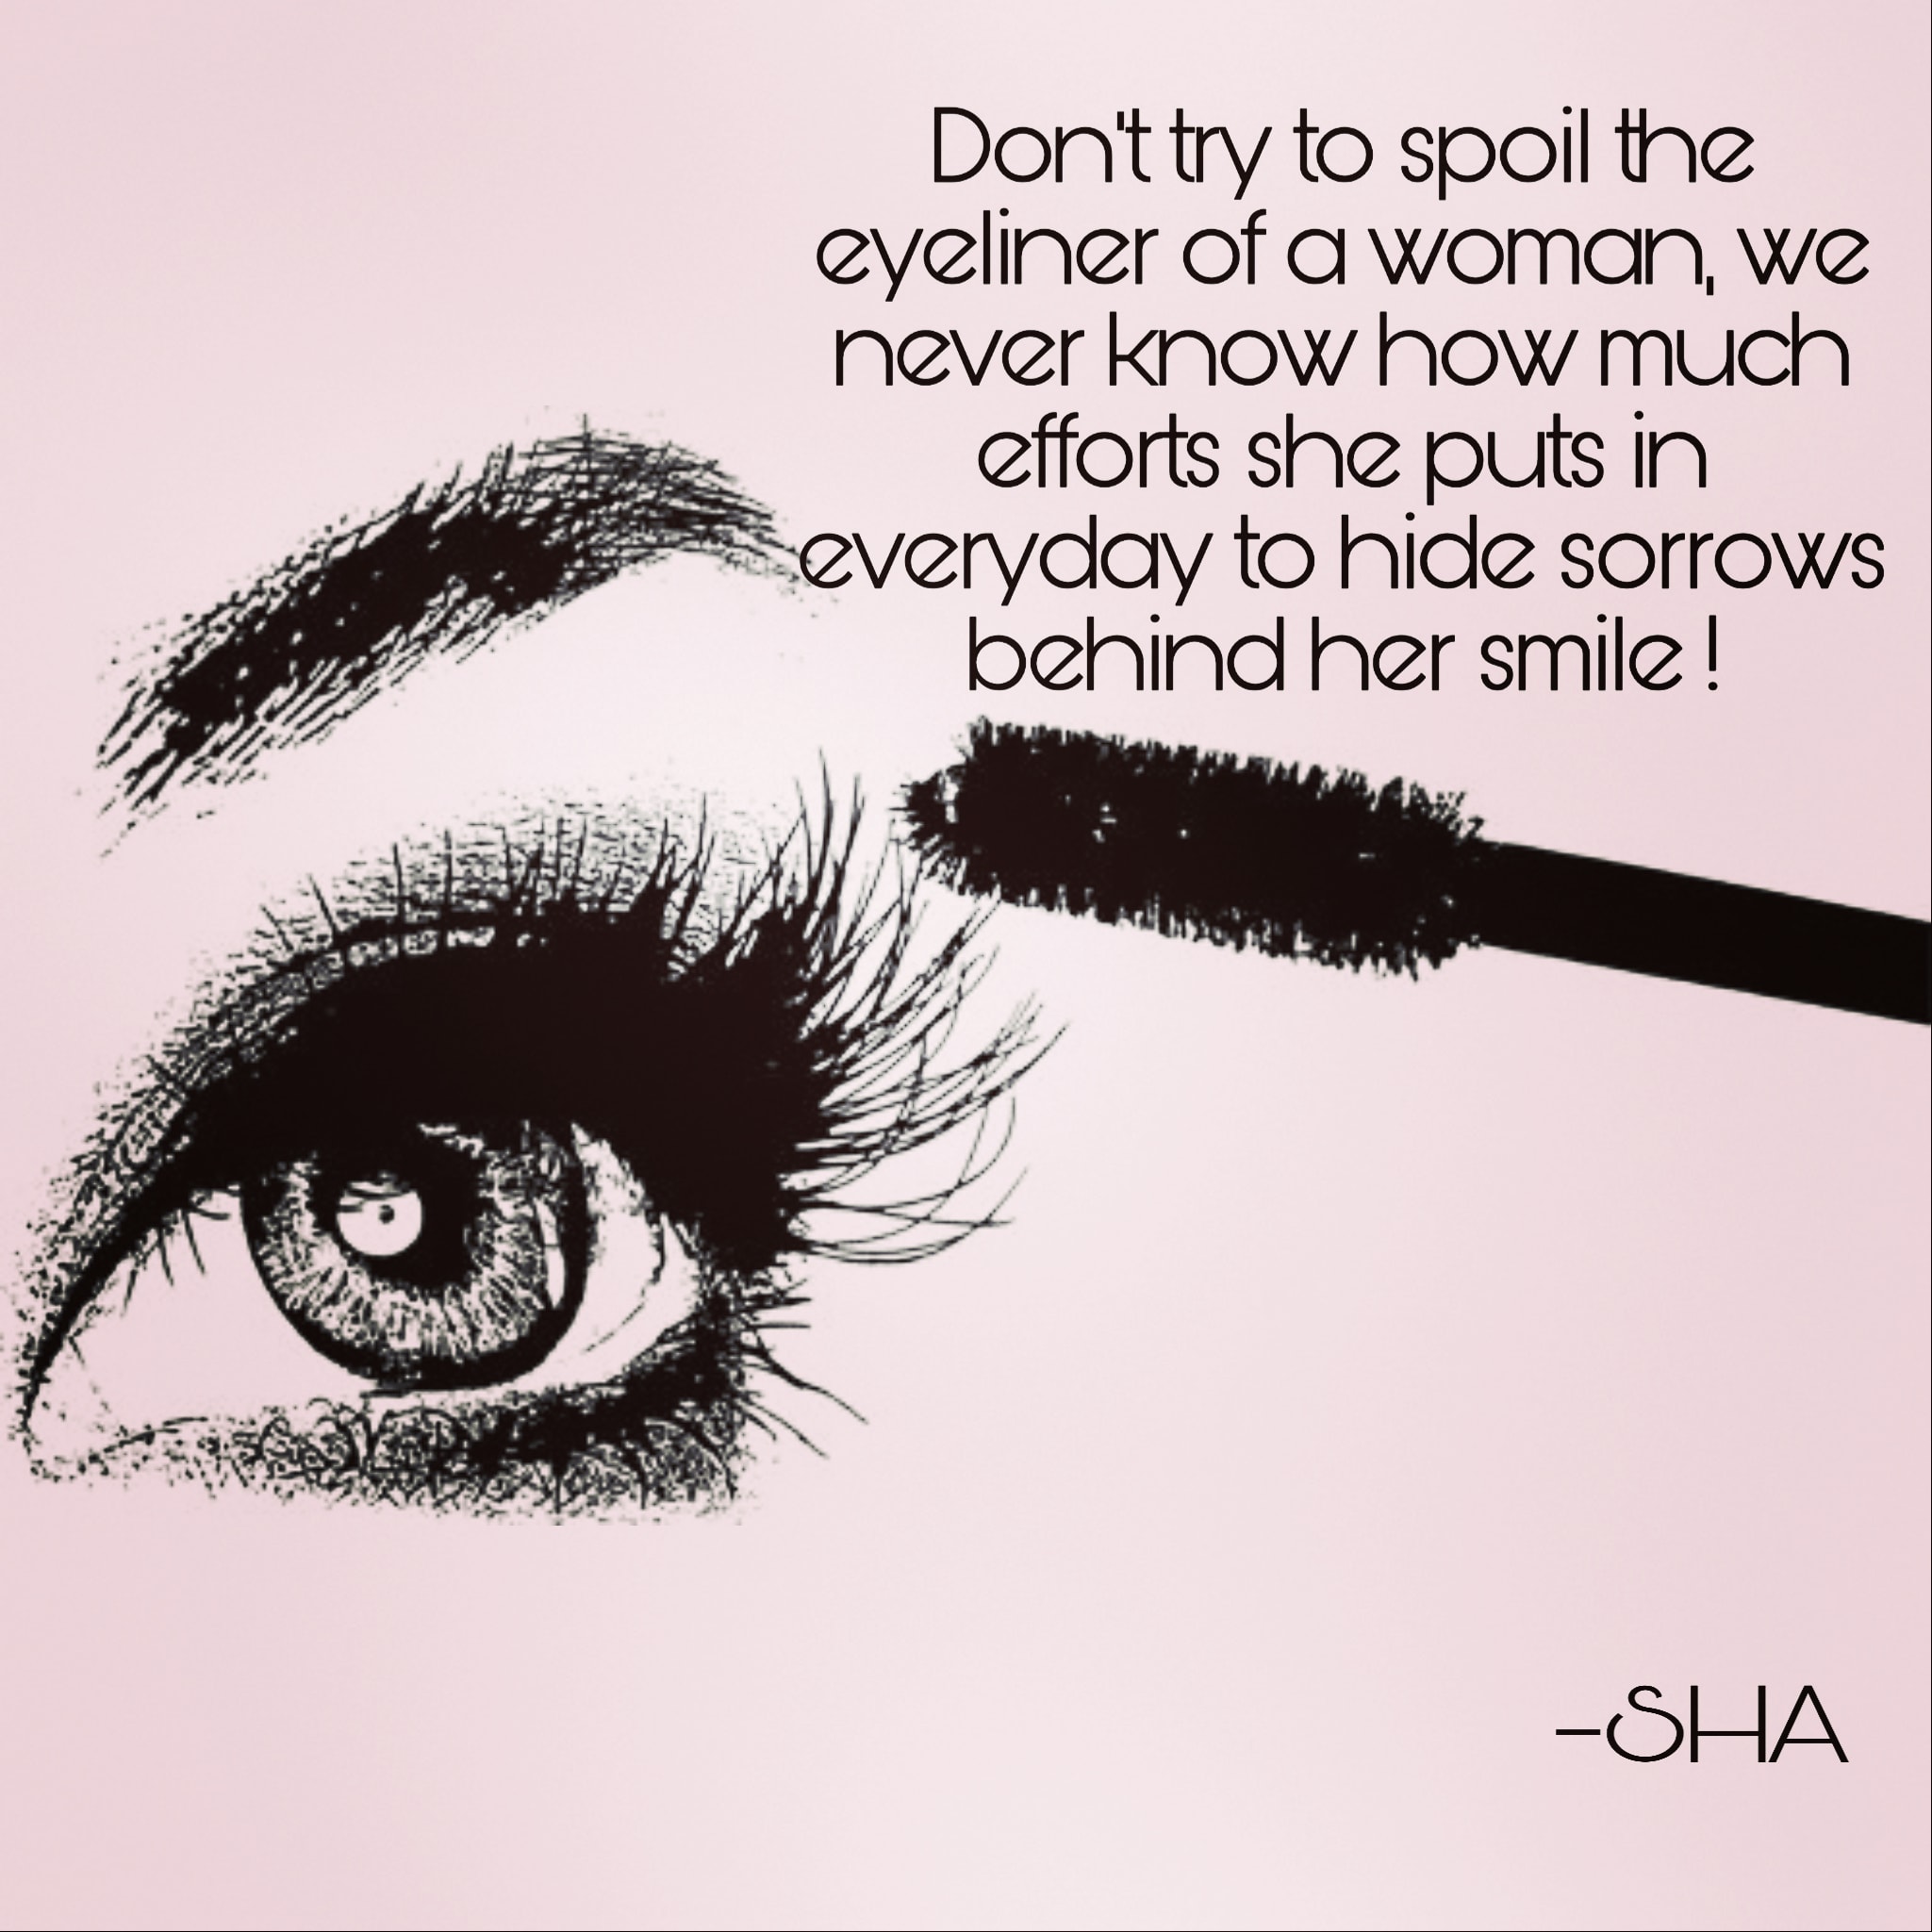 Don't try to spoil the
eyeliner of a woman, we
never know how much
efforts she puts in
everyday to hide sorrows
behind her smile !
-SHA